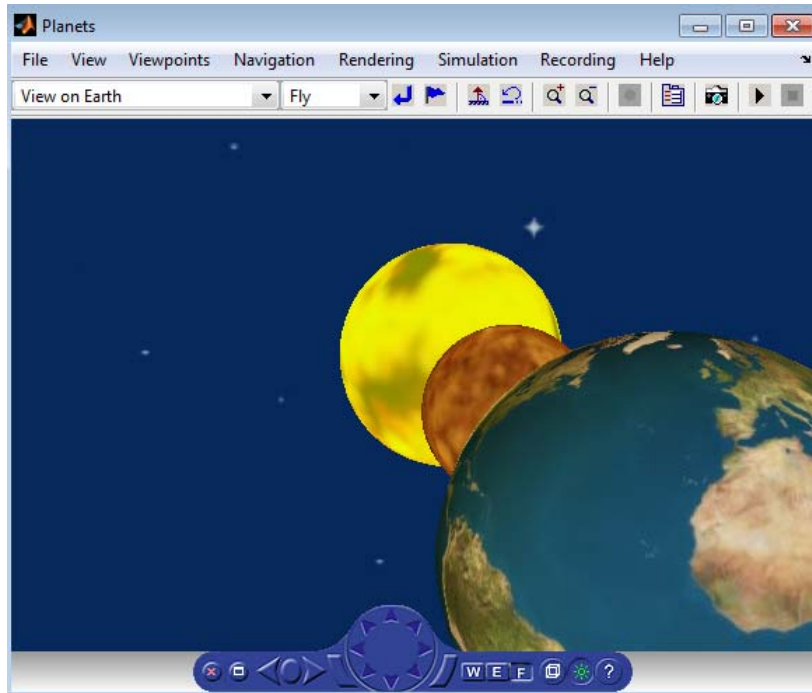 Planets
File View Viewpoints Navigation Rendering Simulation Recording Help
View on Earth Fly
W E F ?